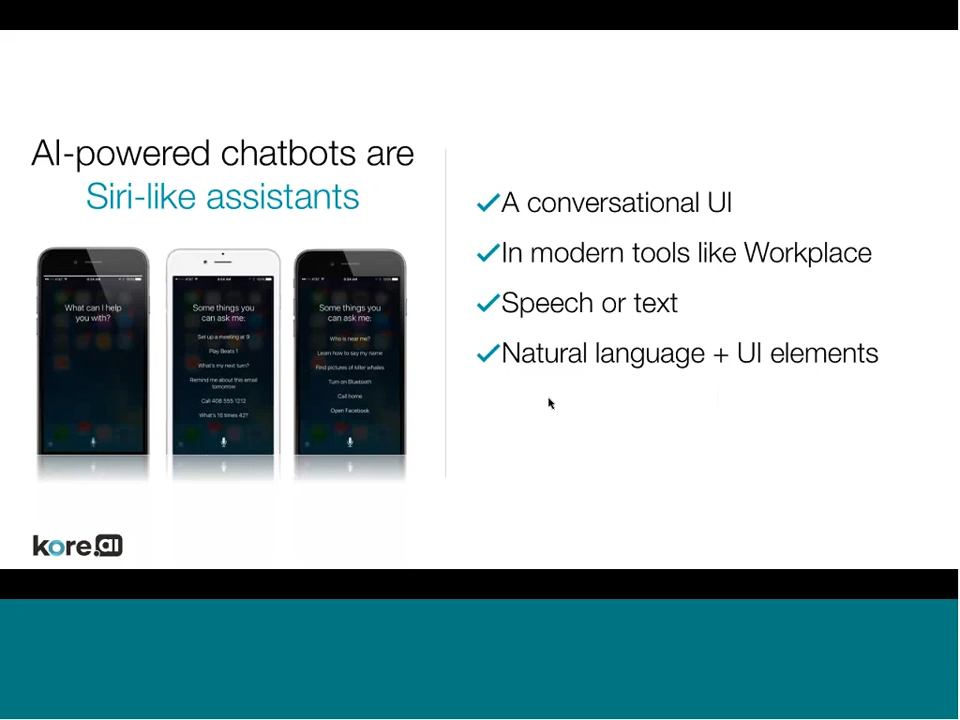 AI-powered chatbots are
Siri-like assistants
What can I help
you with?
Some things you
can ask me:
Set up a meeting at 9
Play Beats 1
What's my next turn?
Remind me about this email
tomorrow
Call 408 555 1212
What's 16 times 42?
Some things you
can ask me:
Who is near me?
Learn how to say my name
Find pictures of killer whales
Turn on Bluetooth
Call home
Open Facebook
A conversational UI
In modern tools like Workplace
Speech or text
Natural language + UI elements
kore.ai